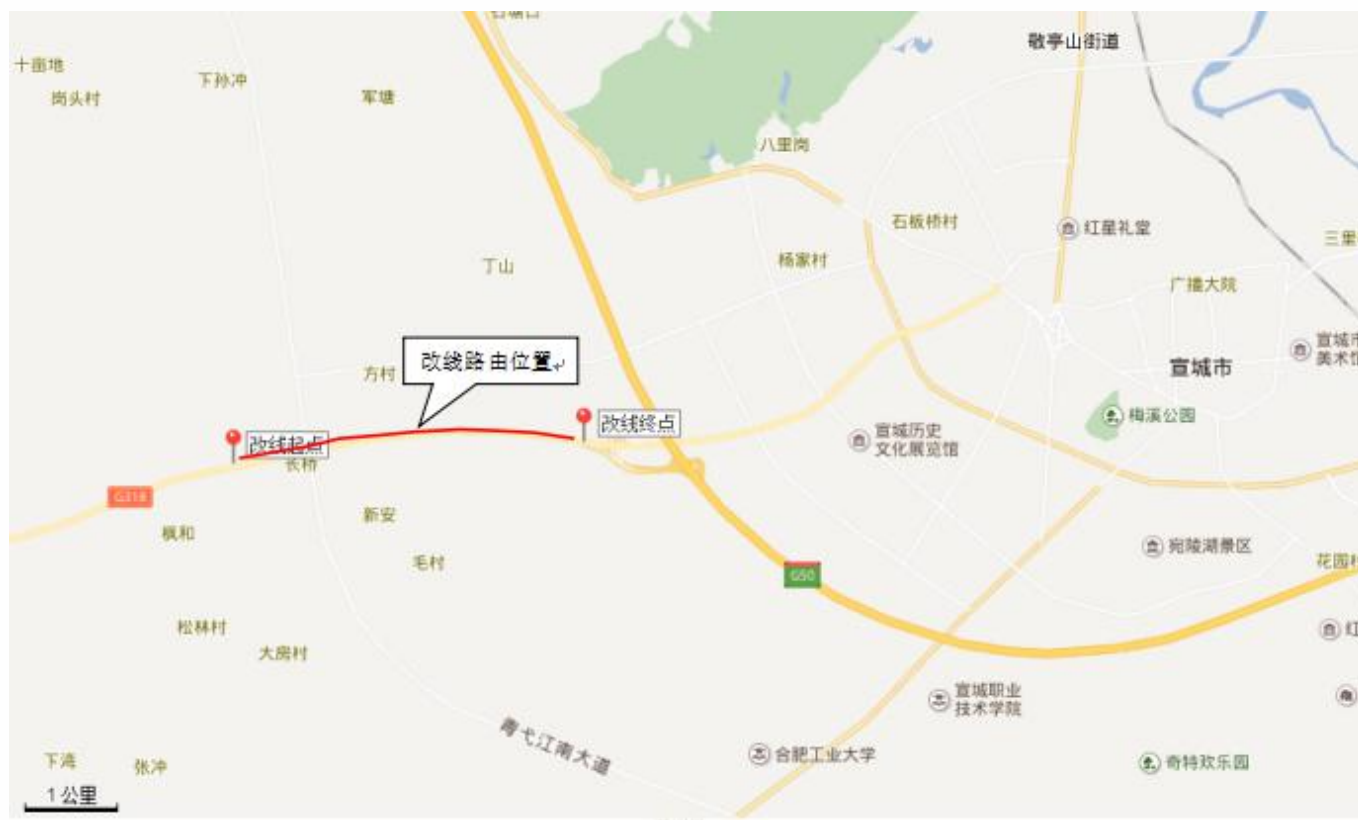 敬亭山街道
十亩地
下孙冲
岗头村
军塘
八里岗
石板桥村
红星礼堂
三里
丁山
杨家村
广播大院
宣城市
美术馆
改线路由位置
方村
宣城市
梅溪公园
改线终点
改线起点
宣城历史
文化展览馆
长桥
G318
新安
枫和
宛陵湖景区
毛村
花园村
G50
松林村
红
大房村
宣城职业
技术学院
青弋江南大道
合肥工业大学
下湾
张冲
奇特欢乐园
1公里